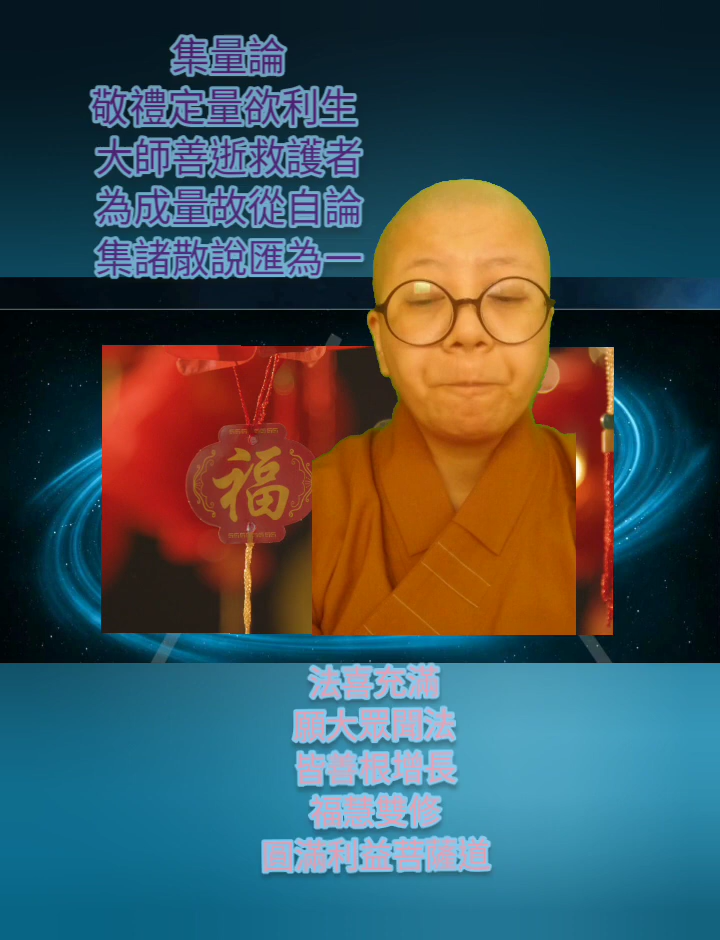 集量論
敬禮定量欲利生
大師善逝救護者
為成量故從自論
集諸散說匯為一
福
法喜充滿
願大眾聞法
皆善根增長
福慧雙修
圓滿利益菩薩道